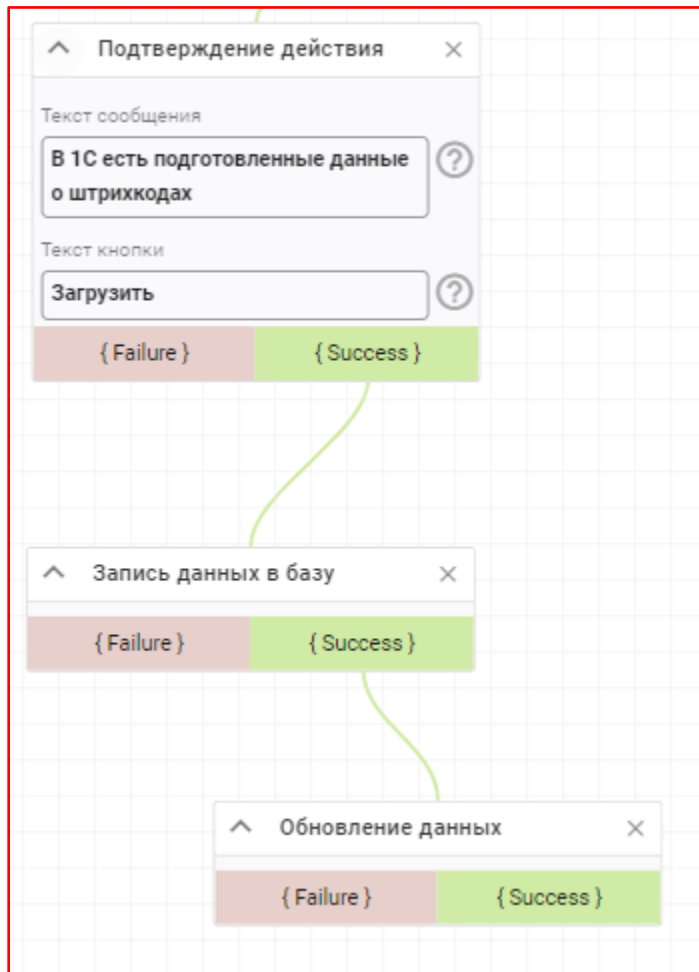 Подтверждение действия
Текст сообщения
В 1С есть подготовленные данные
о штрихкодах
Текст кнопки
Загрузить
{ Failure } { Success }
Запись данных в базу
{ Failure } { Success }
Обновление данных
{ Failure } { Success }